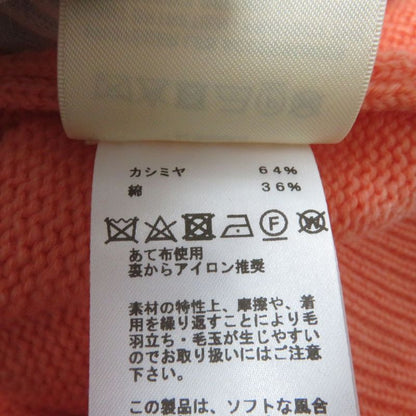 カシミヤ 64%
綿 36%
F W
あて布使用
裏からアイロン推奨
素材の特性上、摩擦や、着
用を繰り返すことにより毛
羽立ち・毛玉が生じやすい
のでお取り扱いにはご注意
下さい。
この製品は、ソフトな風合